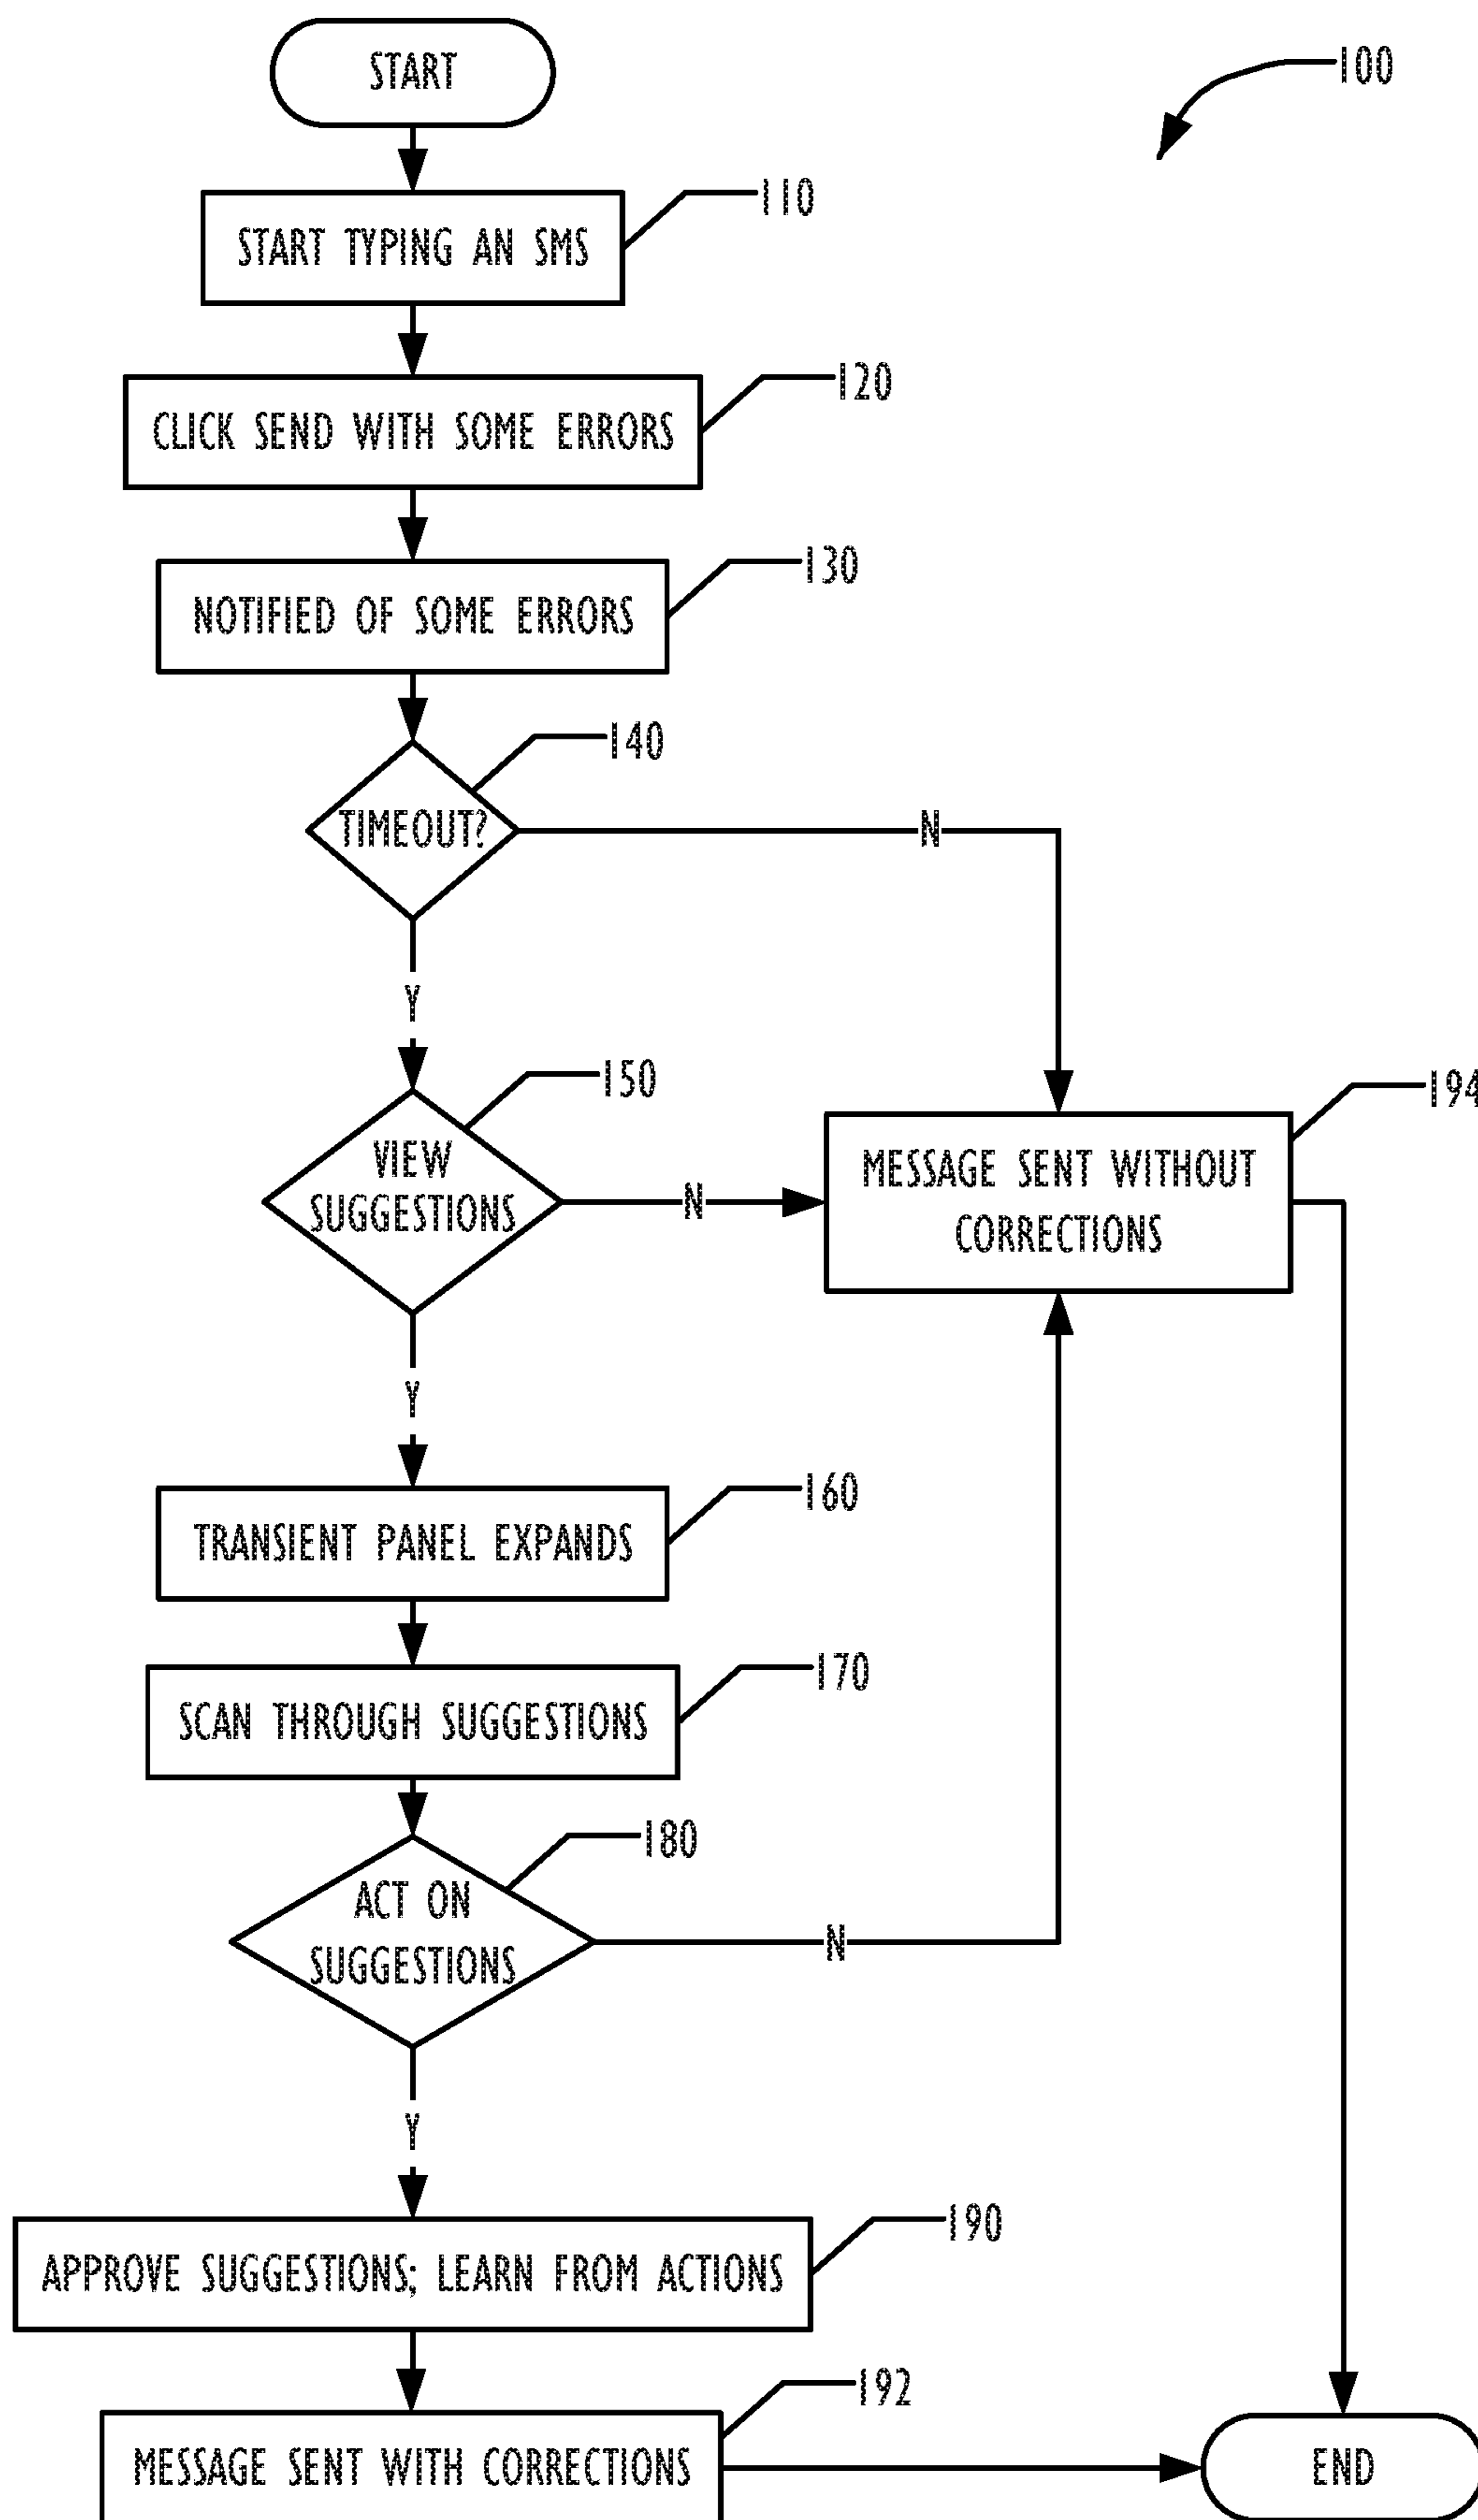 START
100
110
START TYPING AN SMS
120
CLICK SEND WITH SOME ERRORS
130
NOTIFIED OF SOME ERRORS
140
TIMEOUT?
N
Y
150
VIEW
SUGGESTIONS
N
194
MESSAGE SENT WITHOUT
CORRECTIONS
Y
160
TRANSIENT PANEL EXPANDS
170
SCAN THROUGH SUGGESTIONS
180
ACT ON
SUGGESTIONS
N
Y
190
APPROVE SUGGESTIONS; LEARN FROM ACTIONS
192
MESSAGE SENT WITH CORRECTIONS
END